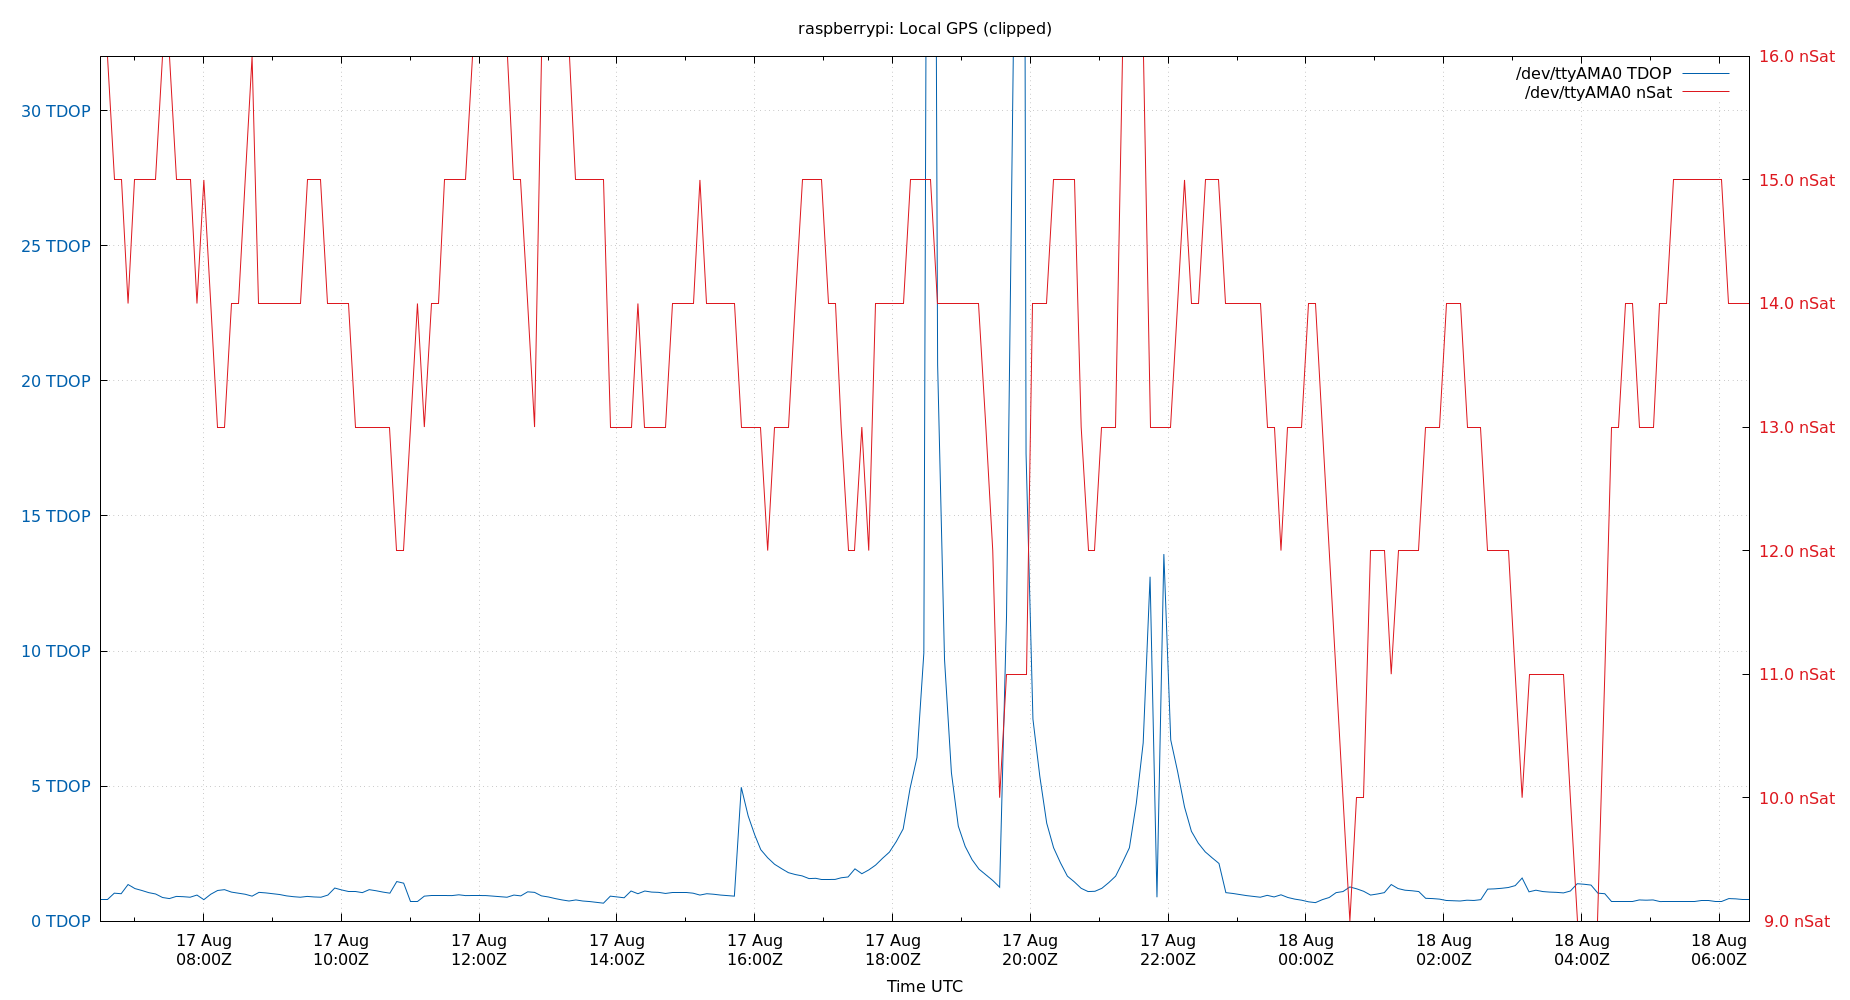 raspberrypi: Local GPS (clipped)
/dev/ttyAMA0 TDOP
/dev/ttyAMA0 nSat
30 TDOP
25 TDOP
20 TDOP
15 TDOP
10 TDOP
5 TDOP
0 TDOP
16.0 nSat
15.0 nSat
14.0 nSat
13.0 nSat
12.0 nSat
11.0 nSat
10.0 nSat
9.0 nSat
17 Aug
08:00Z
17 Aug
10:00Z
17 Aug
12:00Z
17 Aug
14:00Z
17 Aug
16:00Z
17 Aug
18:00Z
17 Aug
20:00Z
17 Aug
22:00Z
18 Aug
00:00Z
18 Aug
02:00Z
18 Aug
04:00Z
18 Aug
06:00Z
Time UTC